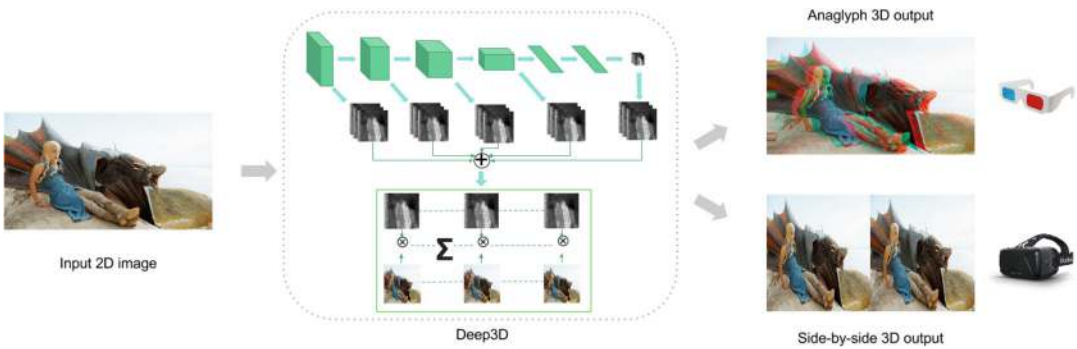 Anaglyph 3D output
Input 2D image
Σ
Deep3D
Side-by-side 3D output